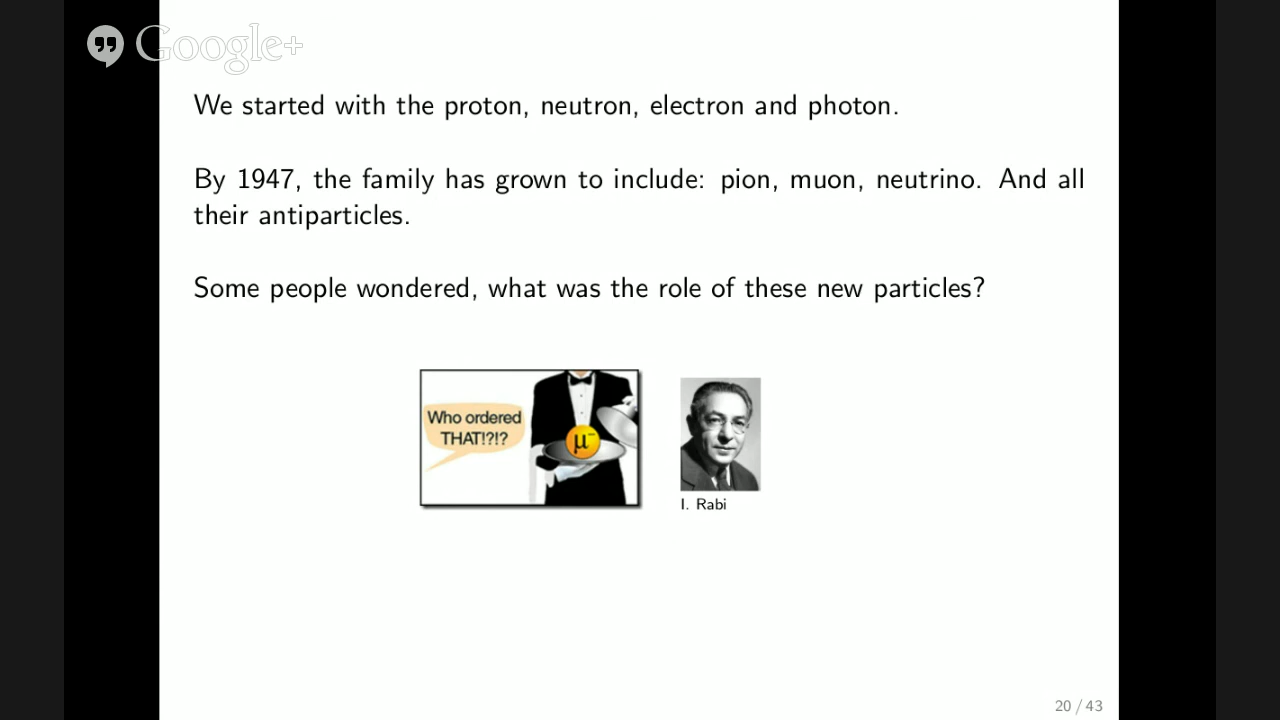 Google+
We started with the proton, neutron, electron and photon.
By 1947, the family has grown to include: pion, muon, neutrino. And all
their antiparticles.
Some people wondered, what was the role of these new particles?
Who ordered
THAT!?!?
μ⁻
I. Rabi
20 / 43